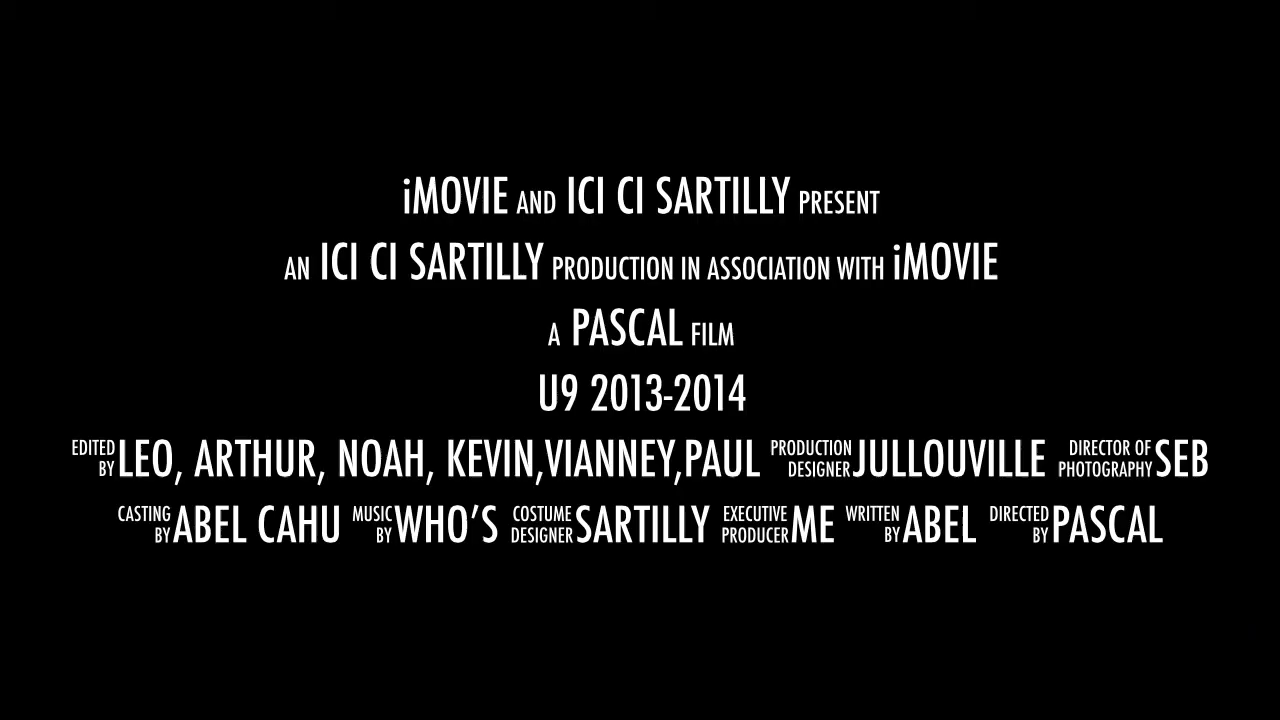 iMOVIE AND ICI CI SARTILLY PRESENT
AN ICI CI SARTILLY PRODUCTION IN ASSOCIATION WITH iMOVIE
A PASCAL FILM
U9 2013-2014
EDITED BY LEO, ARTHUR, NOAH, KEVIN,VIANNEY,PAUL PRODUCTION DESIGNER JULLOUVILLE DIRECTOR OF PHOTOGRAPHY SEB
CASTING BY ABEL CAHU MUSIC BY WHO'S COSTUME DESIGNER SARTILLY EXECUTIVE PRODUCER ME WRITTEN BY ABEL DIRECTED BY PASCAL